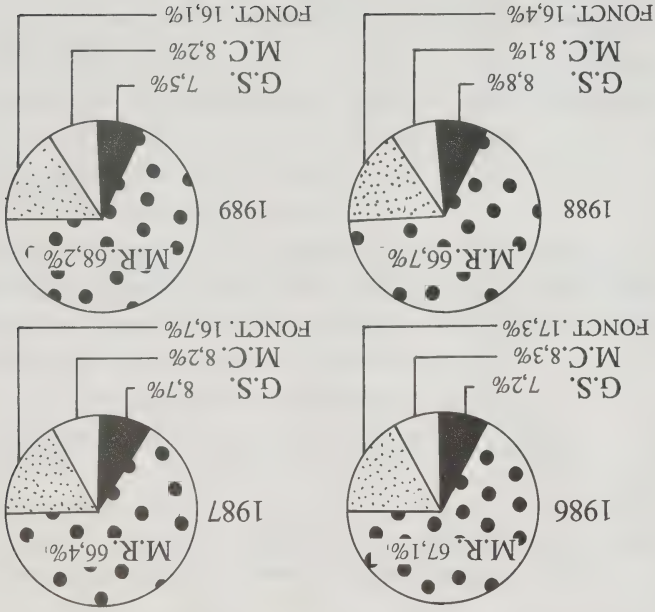 M.R. 67,1%
1986
G.S. 7,2%
M.C. 8,3%
FONCT. 17,3%
M.R. 66,4%
1987
G.S. 8,7%
M.C. 8,2%
FONCT. 16,7%
M.R. 66,7%
1988
G.S. 8,8%
M.C. 8,1%
FONCT. 16,4%
M.R. 68,2%
1989
G.S. 7,5%
M.C. 8,2%
FONCT. 16,1%